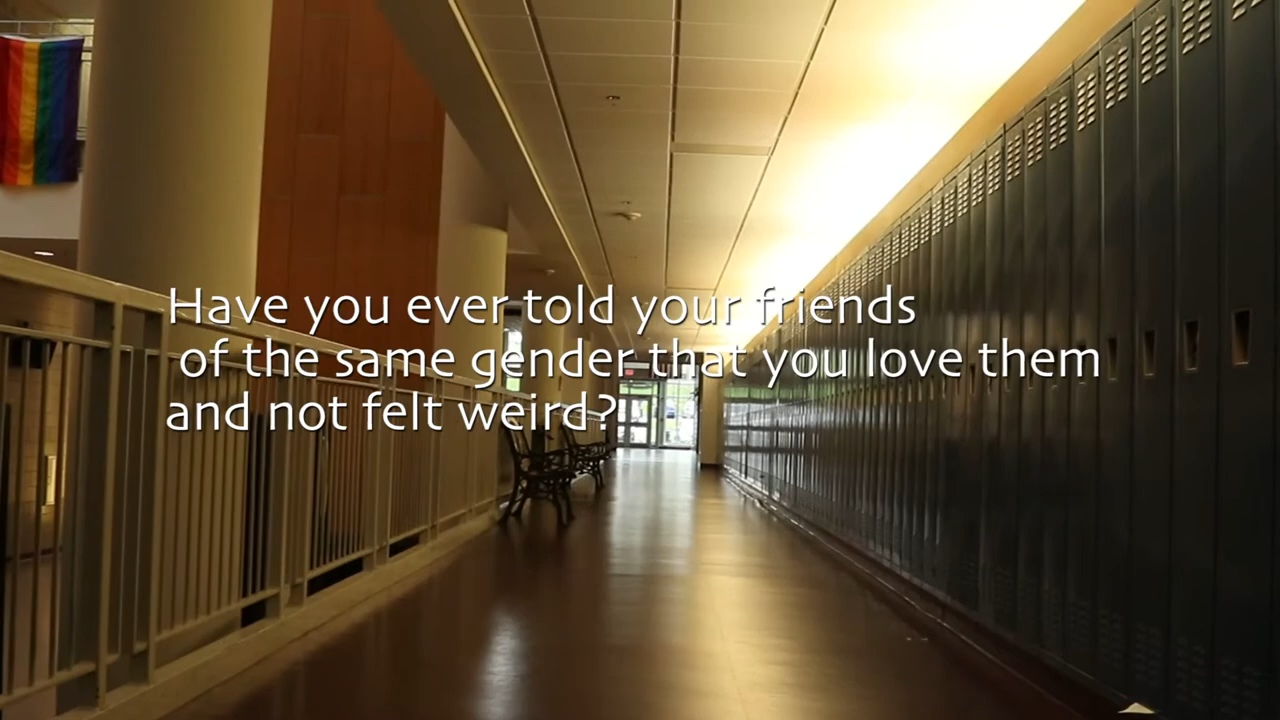 Have you ever told your friends
of the same gender that you love them
and not felt weird?